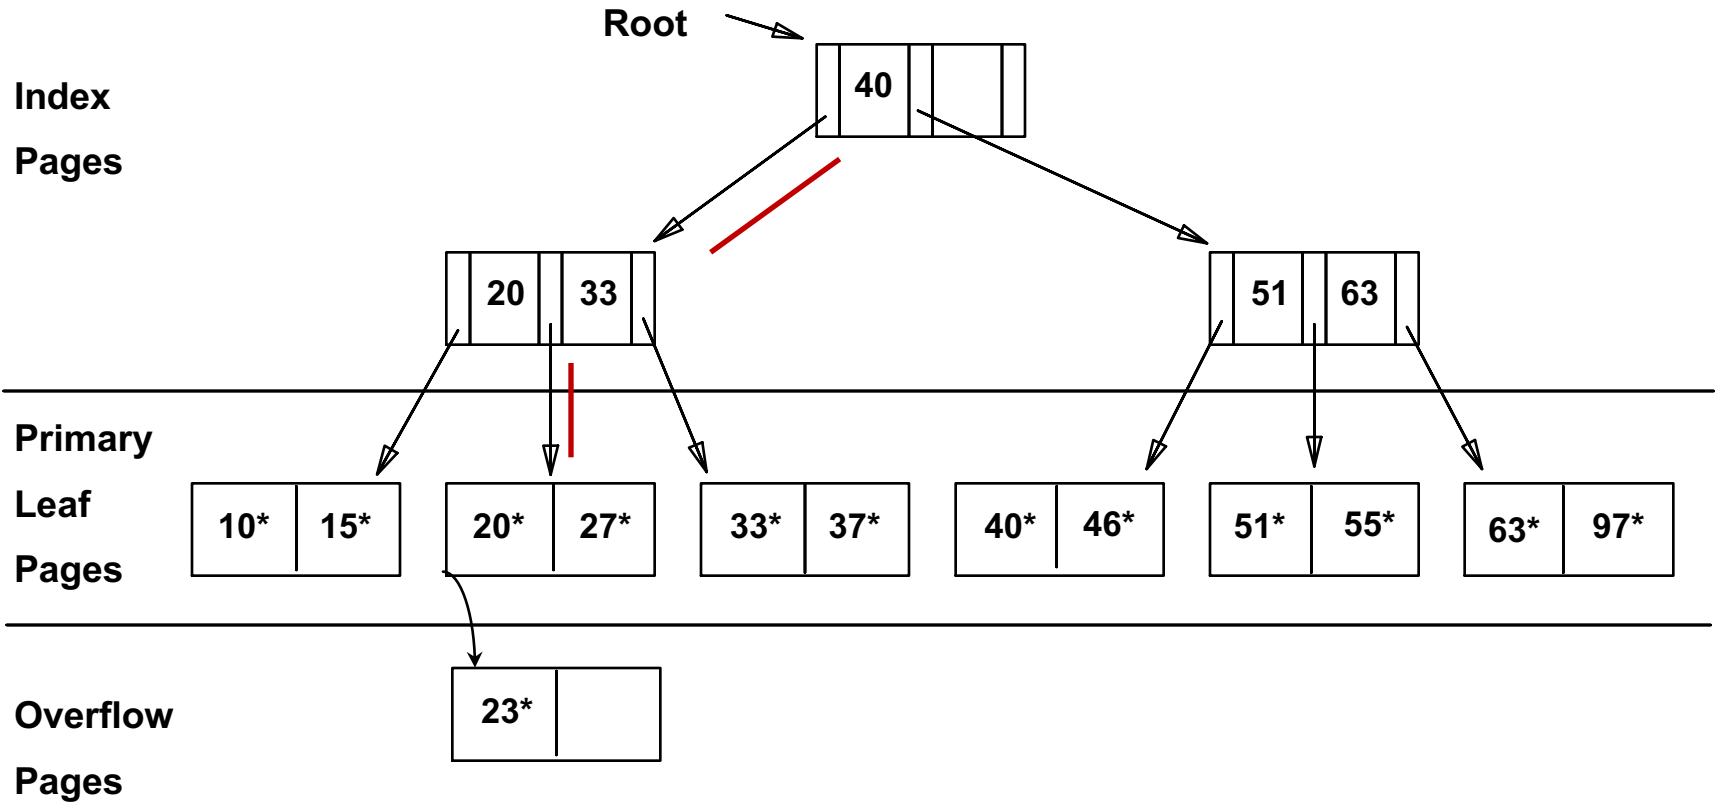 Root
40
Index
Pages
20 33 51 63
Primary
Leaf
Pages
10* 15* 20* 27* 33* 37* 40* 46* 51* 55* 63* 97*
23*
Overflow
Pages